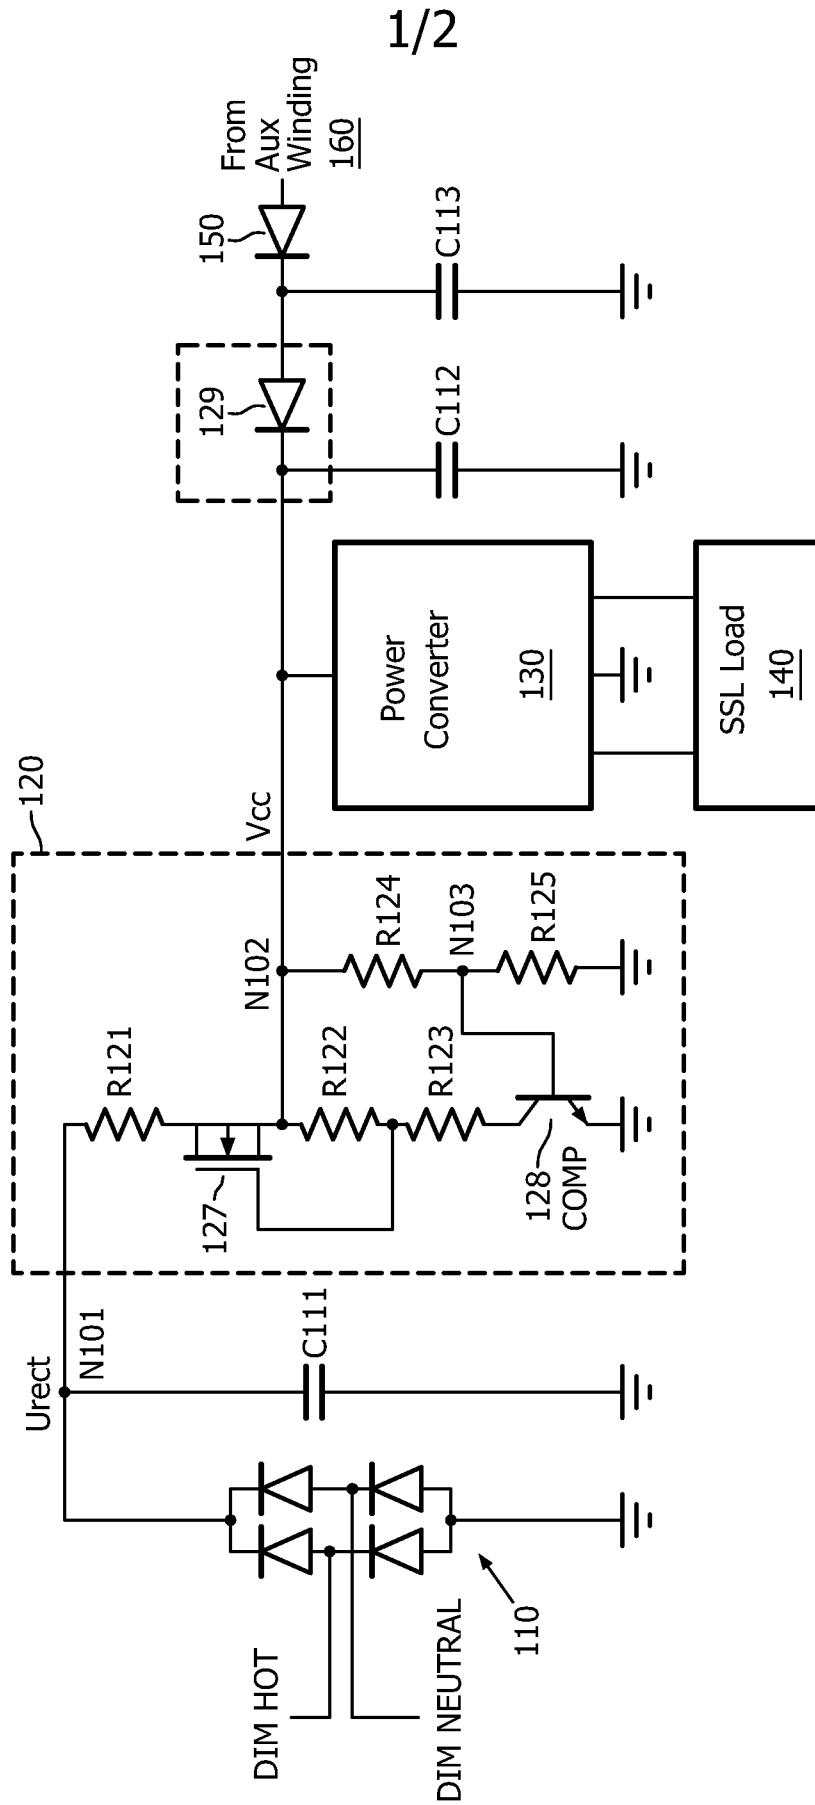 1/2
From
Aux
Winding
160
150
C113
129
C112
Power
Converter
130
SSL Load
140
120
Vcc
N102
R124
N103
R125
R121
R122
R123
127
128
COMP
Urect
N101
C111
DIM HOT
DIM NEUTRAL
110